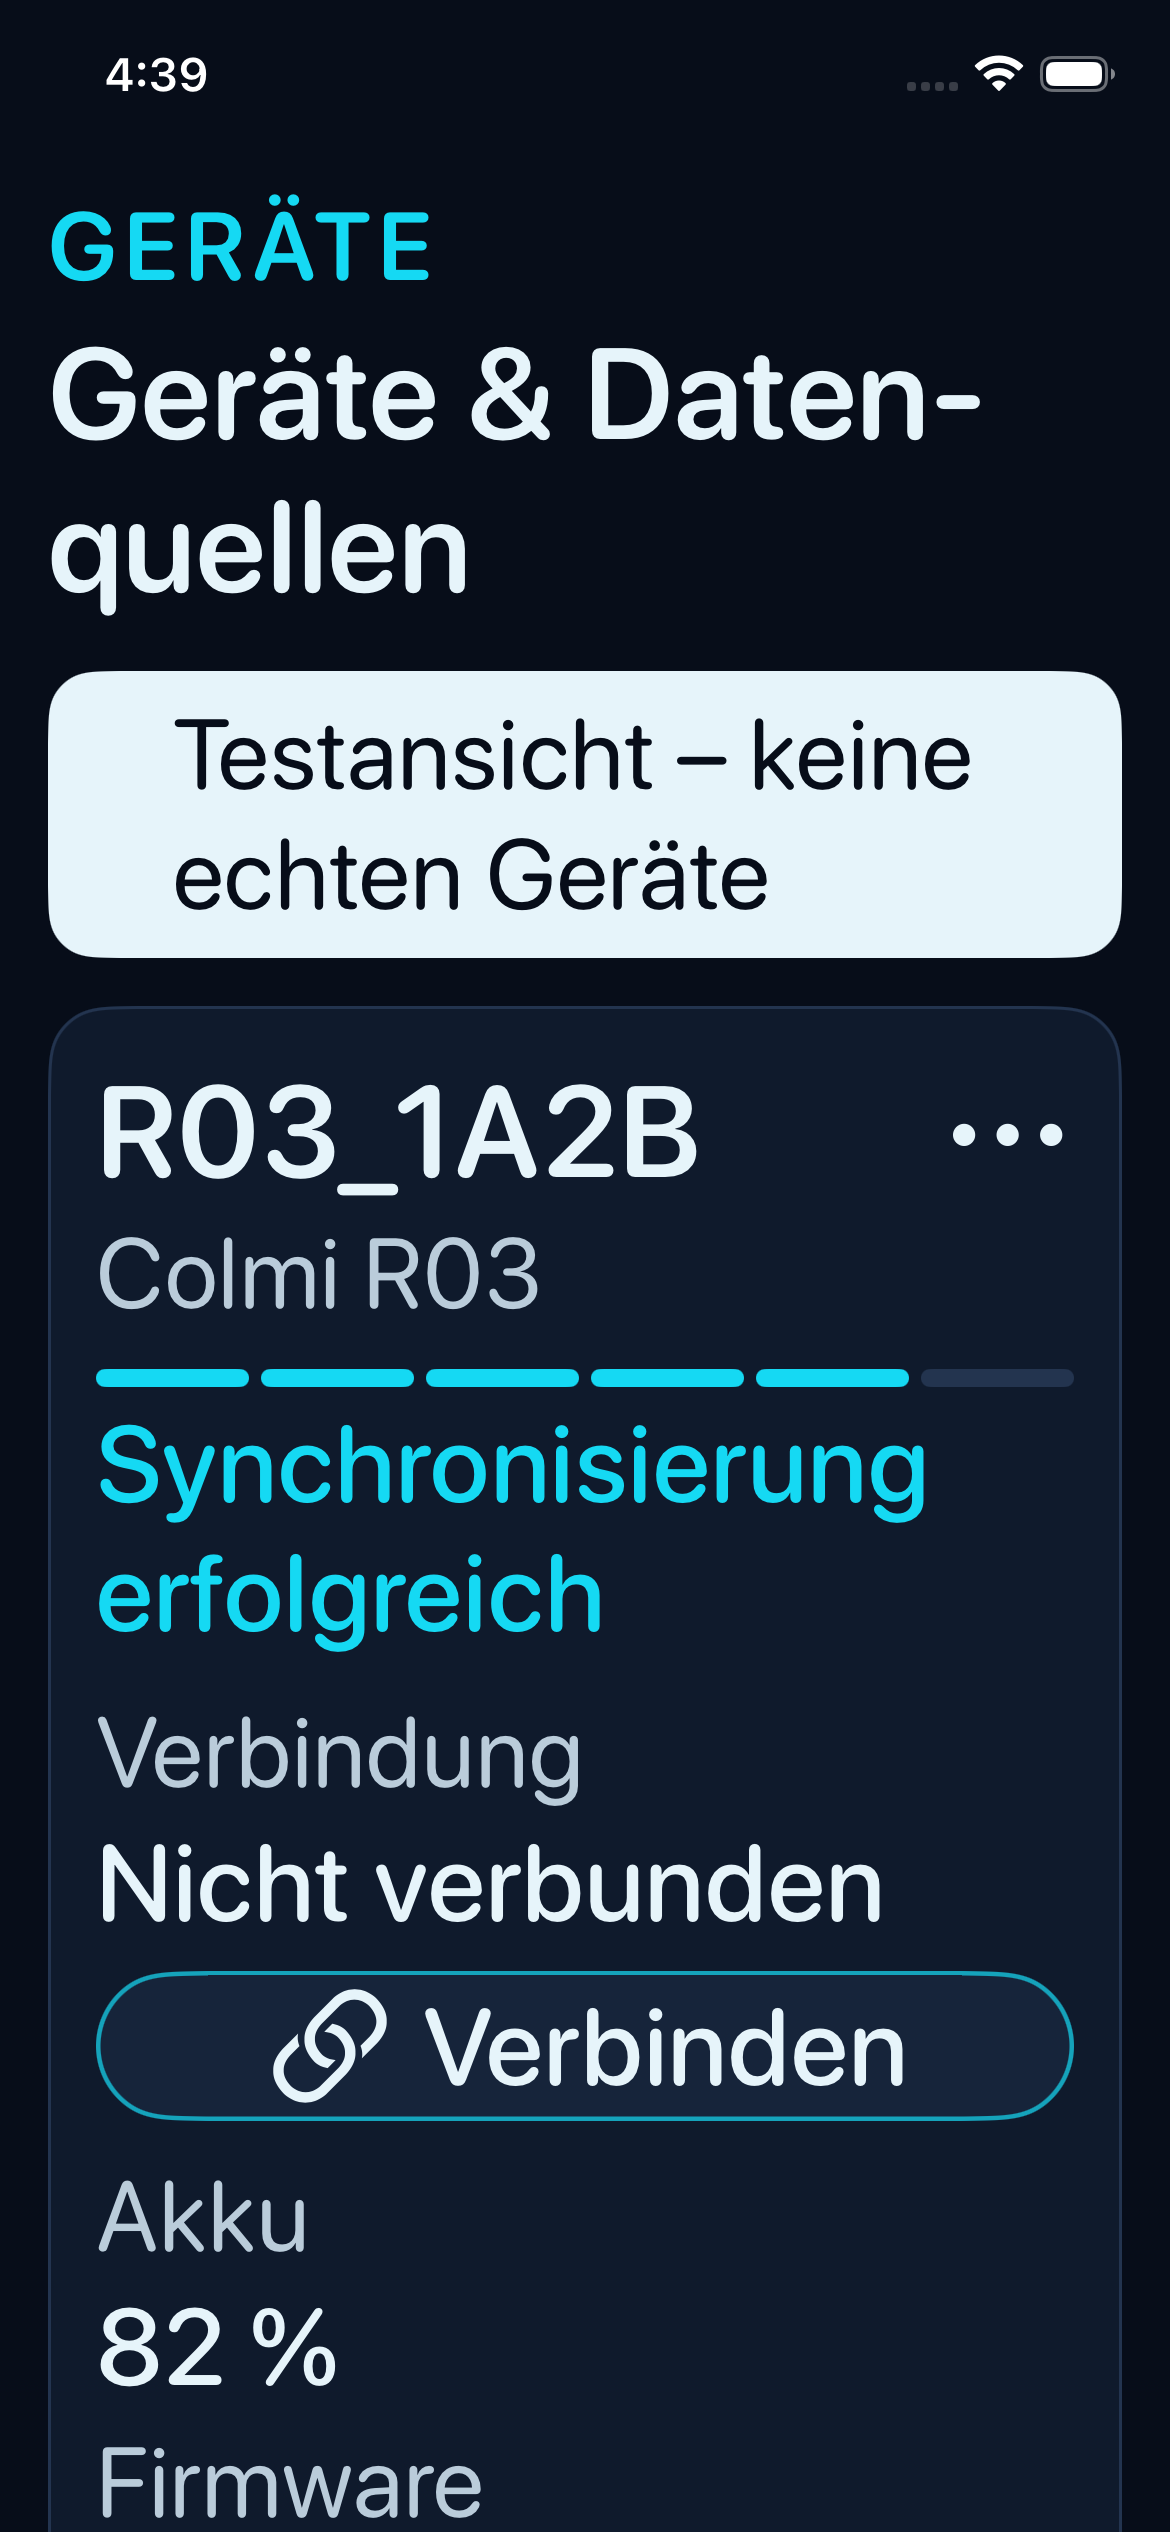 4:39
GERÄTE
Geräte & Daten-
quellen
Testansicht – keine
echten Geräte
R03_1A2B
Colmi R03
Synchronisierung
erfolgreich
Verbindung
Nicht verbunden
Verbinden
Akku
82 %
Firmware